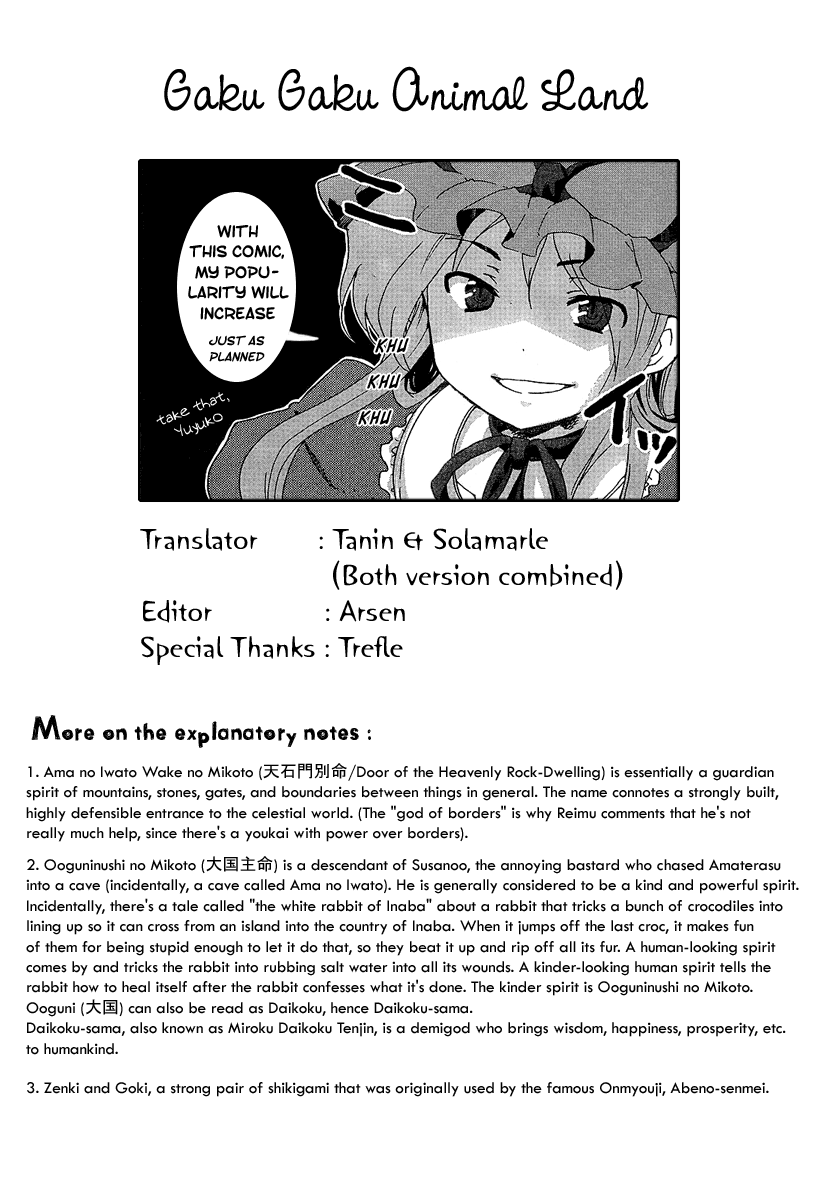 Gaku Gaku Animal Land
WITH
THIS COMIC,
MY POPU-
LARITY WILL
INCREASE
JUST AS
PLANNED
KHU
KHU
KHU
take that,
Yuyuko
イッ
Translator : Tanin & Solamarle
(Both version combined)
Editor : Arsen
Special Thanks : Trefle
More on the explanatory notes :
1. Ama no Iwato Wake no Mikoto (天石門別命/Door of the Heavenly Rock-Dwelling) is essentially a guardian
spirit of mountains, stones, gates, and boundaries between things in general. The name connotes a strongly built,
highly defensible entrance to the celestial world. (The "god of borders" is why Reimu comments that he's not
really much help, since there's a youkai with power over borders).
2. Ooguninushi no Mikoto (大国主命) is a descendant of Susanoo, the annoying bastard who chased Amaterasu
into a cave (incidentally, a cave called Ama no Iwato). He is generally considered to be a kind and powerful spirit.
Incidentally, there's a tale called "the white rabbit of Inaba" about a rabbit that tricks a bunch of crocodiles into
lining up so it can cross from an island into the country of Inaba. When it jumps off the last croc, it makes fun
of them for being stupid enough to let it do that, so they beat it up and rip off all its fur. A human-looking spirit
comes by and tricks the rabbit into rubbing salt water into all its wounds. A kinder-looking human spirit tells the
rabbit how to heal itself after the rabbit confesses what it's done. The kinder spirit is Ooguninushi no Mikoto.
Ooguni (大国) can also be read as Daikoku, hence Daikoku-sama.
Daikoku-sama, also known as Miroku Daikoku Tenjin, is a demigod who brings wisdom, happiness, prosperity, etc.
to humankind.
3. Zenki and Goki, a strong pair of shikigami that was originally used by the famous Onmyouji, Abeno-senmei.